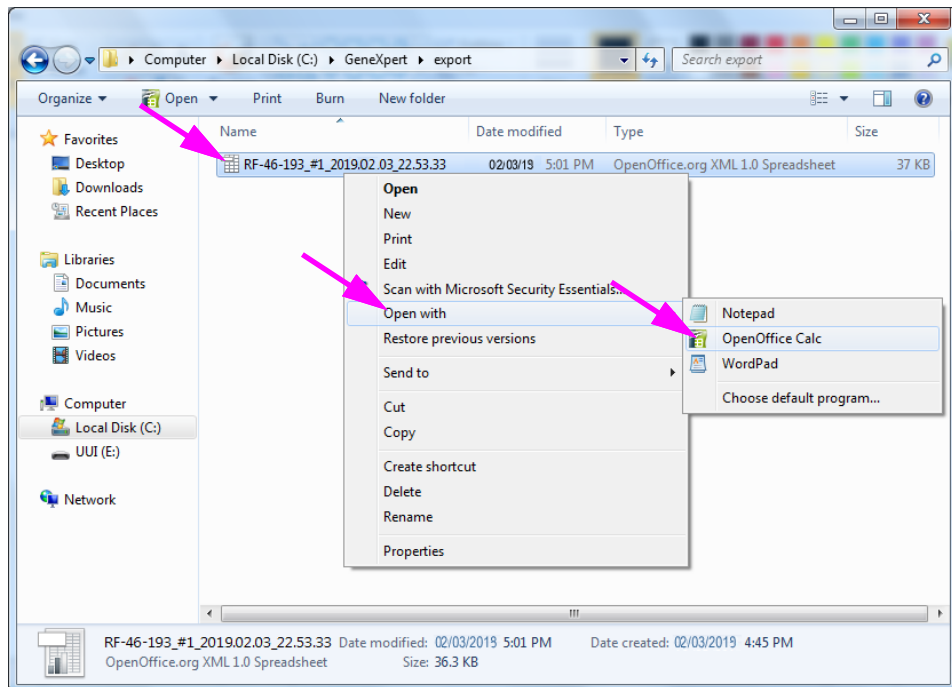 Computer Local Disk (C:) GeneXpert export Search export
Organize Open Print Burn New folder
Name Date modified Type Size
RF-46-193_#1_2019.02.03_22.53.33 02/03/19 5:01 PM OpenOffice.org XML 1.0 Spreadsheet 37 KB
Favorites
Desktop
Downloads
Recent Places
Libraries
Documents
Music
Pictures
Videos
Computer
Local Disk (C:)
UUI (E:)
Network
Open
New
Print
Edit
Scan with Microsoft Security Essentials...
Open with
Restore previous versions
Send to
Cut
Copy
Create shortcut
Delete
Rename
Properties
Notepad
OpenOffice Calc
WordPad
Choose default program...
RF-46-193_#1_2019.02.03_22.53.33 Date modified: 02/03/2019 5:01 PM Date created: 02/03/2019 4:45 PM
OpenOffice.org XML 1.0 Spreadsheet Size: 36.3 KB